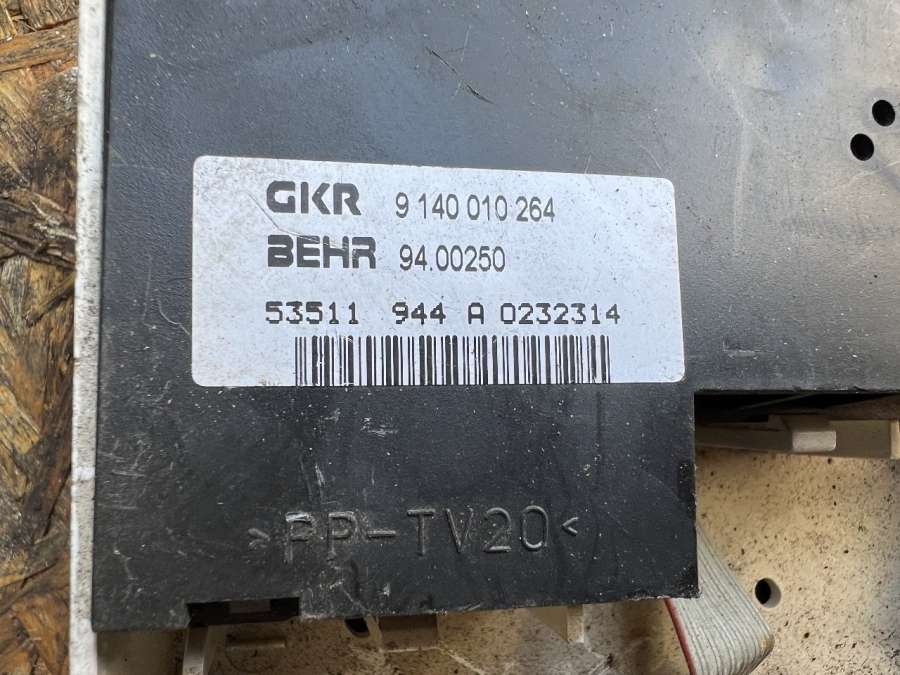 GKR 9 140 010 264
BEHR 94.00250
53511 944 A 0232314
>PP-TV20<